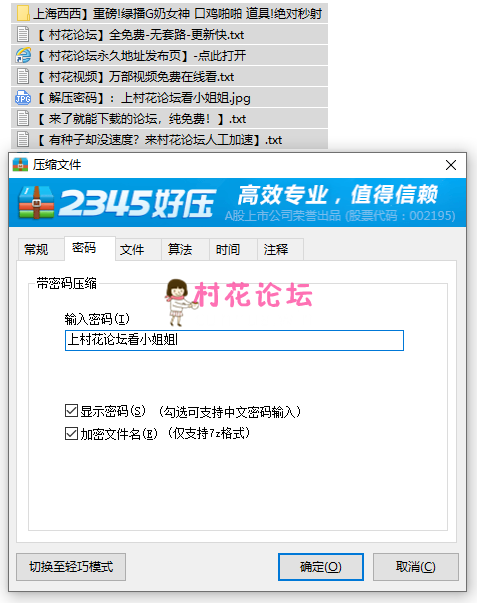 上海西西】重磅!绿播G奶女神 口鸡啪啪 道具!绝对秒射
【 村花论坛】全免费-无套路-更新快.txt
【 村花论坛永久地址发布页】-点此打开
【 村花视频】万部视频免费在线看.txt
JPG 【 解压密码】：上村花论坛看小姐姐.jpg
【 来了就能下载的论坛，纯免费！】.txt
【 有种子却没速度？来村花论坛人工加速】.txt
压缩文件
2345好压 高效专业，值得信赖
A股上市公司荣誉出品 (股票代码：002195)
常规 密码 文件 算法 时间 注释
带密码压缩
村花论坛
输入密码(I)
上村花论坛看小姐姐
显示密码(S) (勾选可支持中文密码输入)
加密文件名(E) (仅支持7z格式)
切换至轻巧模式 确定(O) 取消(C)